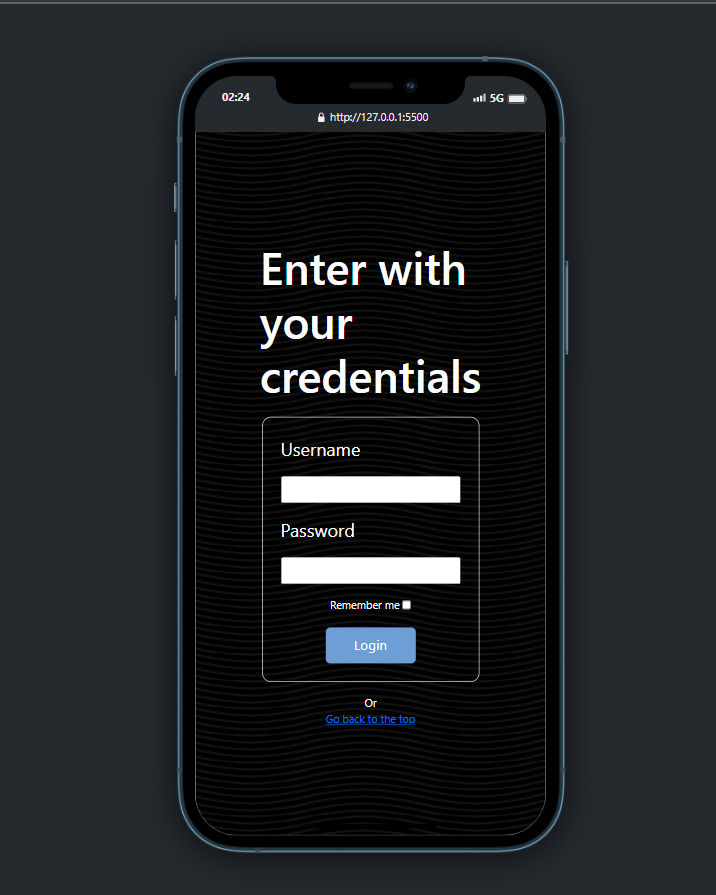 02:24
5G
http://127.0.0.1:5500
Enter with
your
credentials
Username
Password
Remember me
Login
Or
Go back to the top